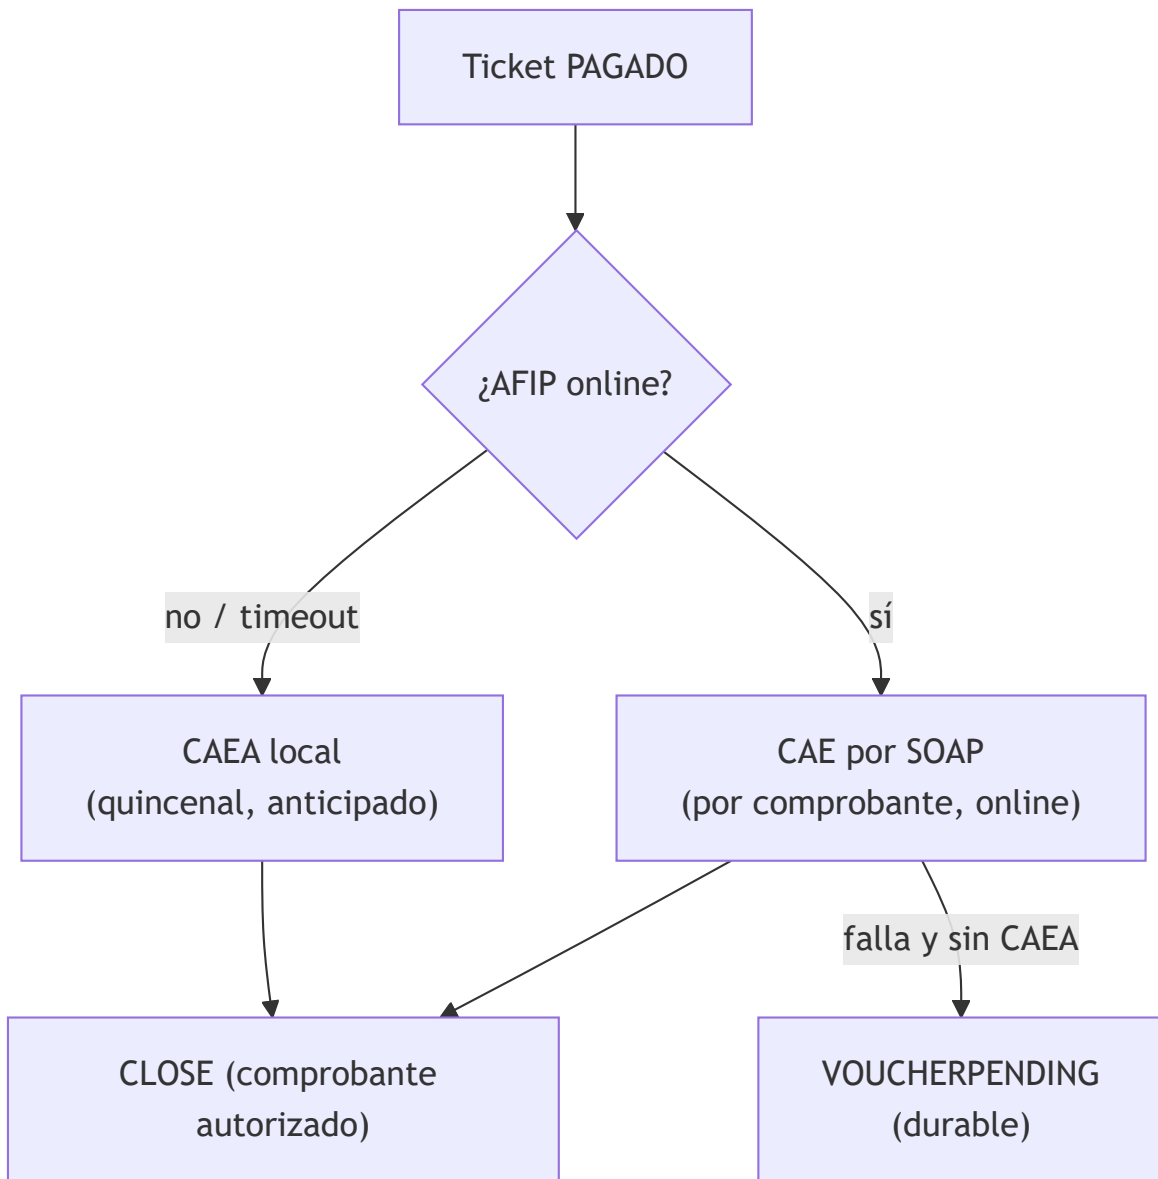 Ticket PAGADO
¿AFIP online?
no / timeout
sí
CAEA local
(quincenal, anticipado)
CAE por SOAP
(por comprobante, online)
falla y sin CAEA
CLOSE (comprobante
autorizado)
VOUCHERPENDING
(durable)